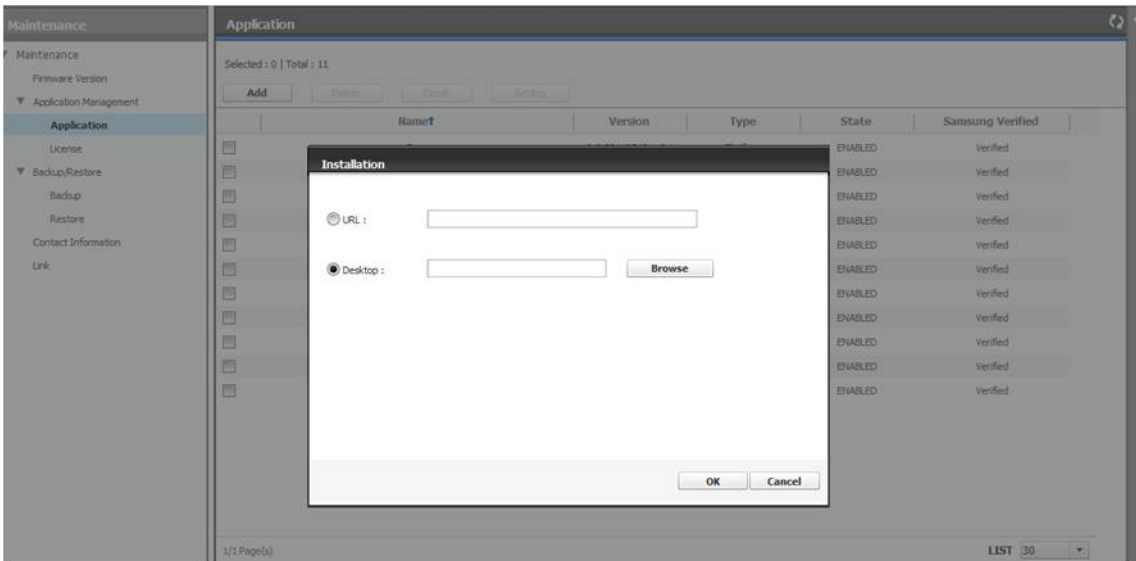 Maintenance
Application
Maintenance
Firmware Version
Application Management
Application
License
Backup/Restore
Backup
Restore
Contact Information
Link
Selected : 0 | Total : 11
Add Delete Detail Setting
Name Version Type State Samsung Verified
ENABLED Verified
ENABLED Verified
ENABLED Verified
ENABLED Verified
ENABLED Verified
ENABLED Verified
ENABLED Verified
ENABLED Verified
ENABLED Verified
ENABLED Verified
ENABLED Verified
Installation
URL :
Desktop :
Browse
OK Cancel
1/1 Page(s)
LIST 30